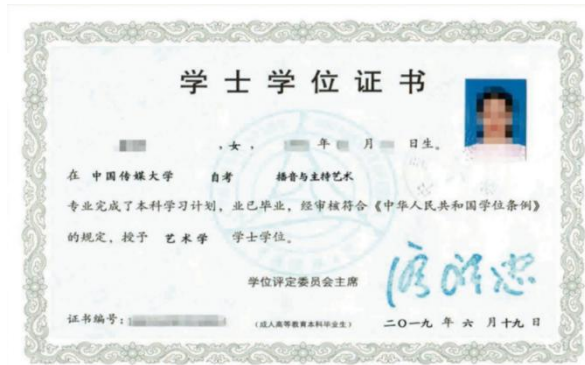 学士学位证书
，女， 年 月 日生。
在 中国传媒大学 自考 播音与主持艺术
专业完成了本科学习计划，业已毕业，经审核符合《中华人民共和国学位条例》
的规定，授予 艺术学 学士学位。
学位评定委员会主席
证书编号： （成人高等教育本科毕业生） 二〇一九 年 六 月十九 日